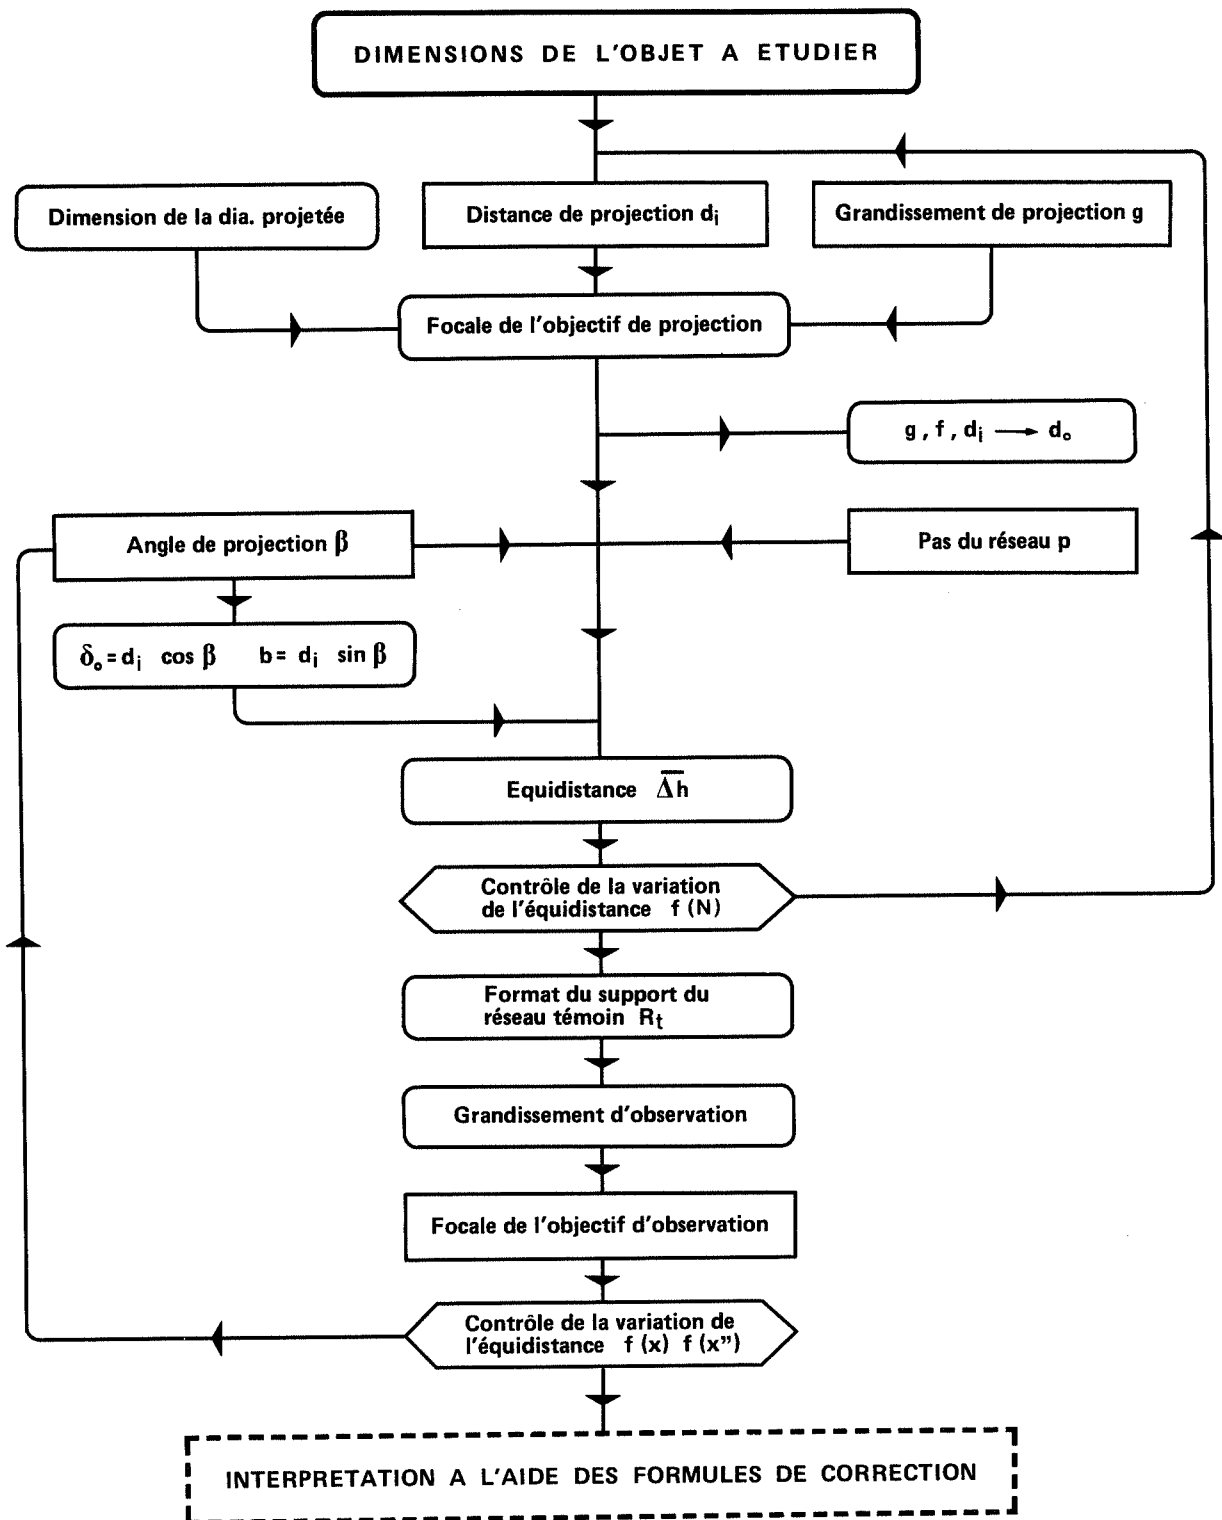 DIMENSIONS DE L'OBJET A ETUDIER
Dimension de la dia. projetée
Distance de projection dᵢ
Grandissement de projection g
Focale de l'objectif de projection
g , f , dᵢ → d₀
Angle de projection β
Pas du réseau p
δ₀ = dᵢ cos β b = dᵢ sin β
Equidistance \overline{Δh}
Contrôle de la variation
de l'équidistance f (N)
Format du support du
réseau témoin Rₜ
Grandissement d'observation
Focale de l'objectif d'observation
Contrôle de la variation de
l'équidistance f (x) f (x”)
INTERPRETATION A L'AIDE DES FORMULES DE CORRECTION